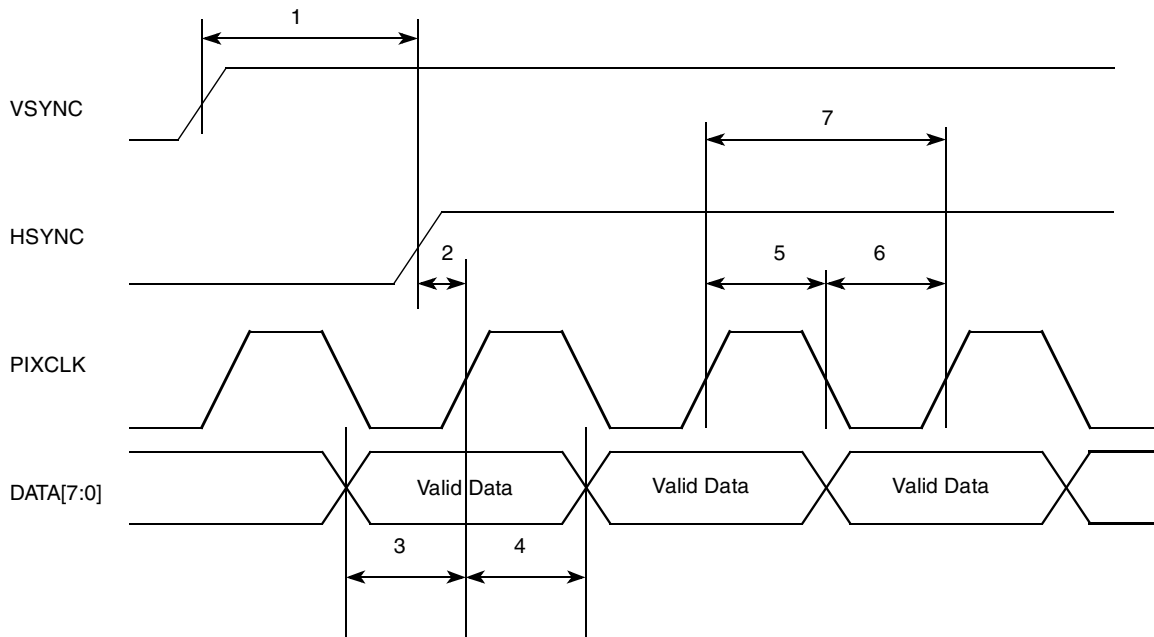 1
VSYNC
7
HSYNC
2
5
6
PIXCLK
DATA[7:0]
Valid Data
Valid Data
Valid Data
3
4